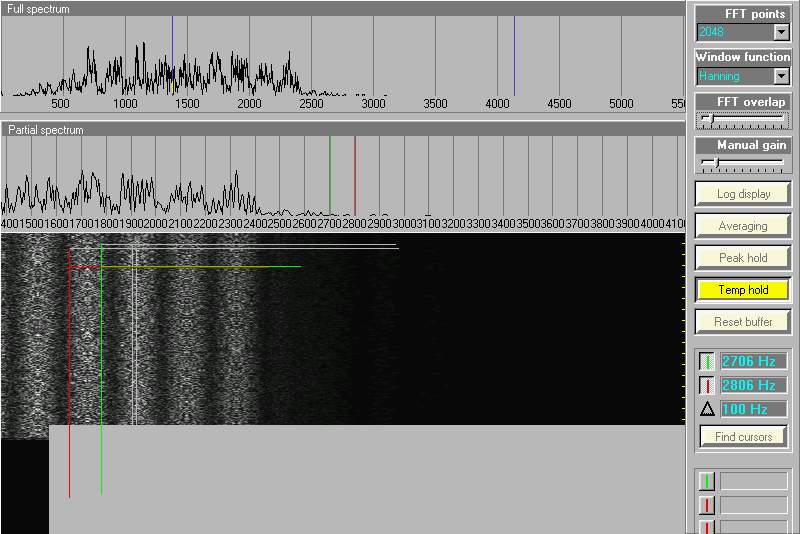 Full spectrum
500 1000 1500 2000 2500 3000 3500 4000 4500 5000 55
Partial spectrum
400 1500 1600 1700 1800 1900 2000 2100 2200 2300 2400 2500 2600 2700 2800 2900 3000 3100 3200 3300 3400 3500 3600 3700 3800 3900 4000 410
FFT points
2048
Window function
Hanning
FFT overlap
Manual gain
Log display
Averaging
Peak hold
Temp hold
Reset buffer
2706 Hz
2806 Hz
100 Hz
Find cursors